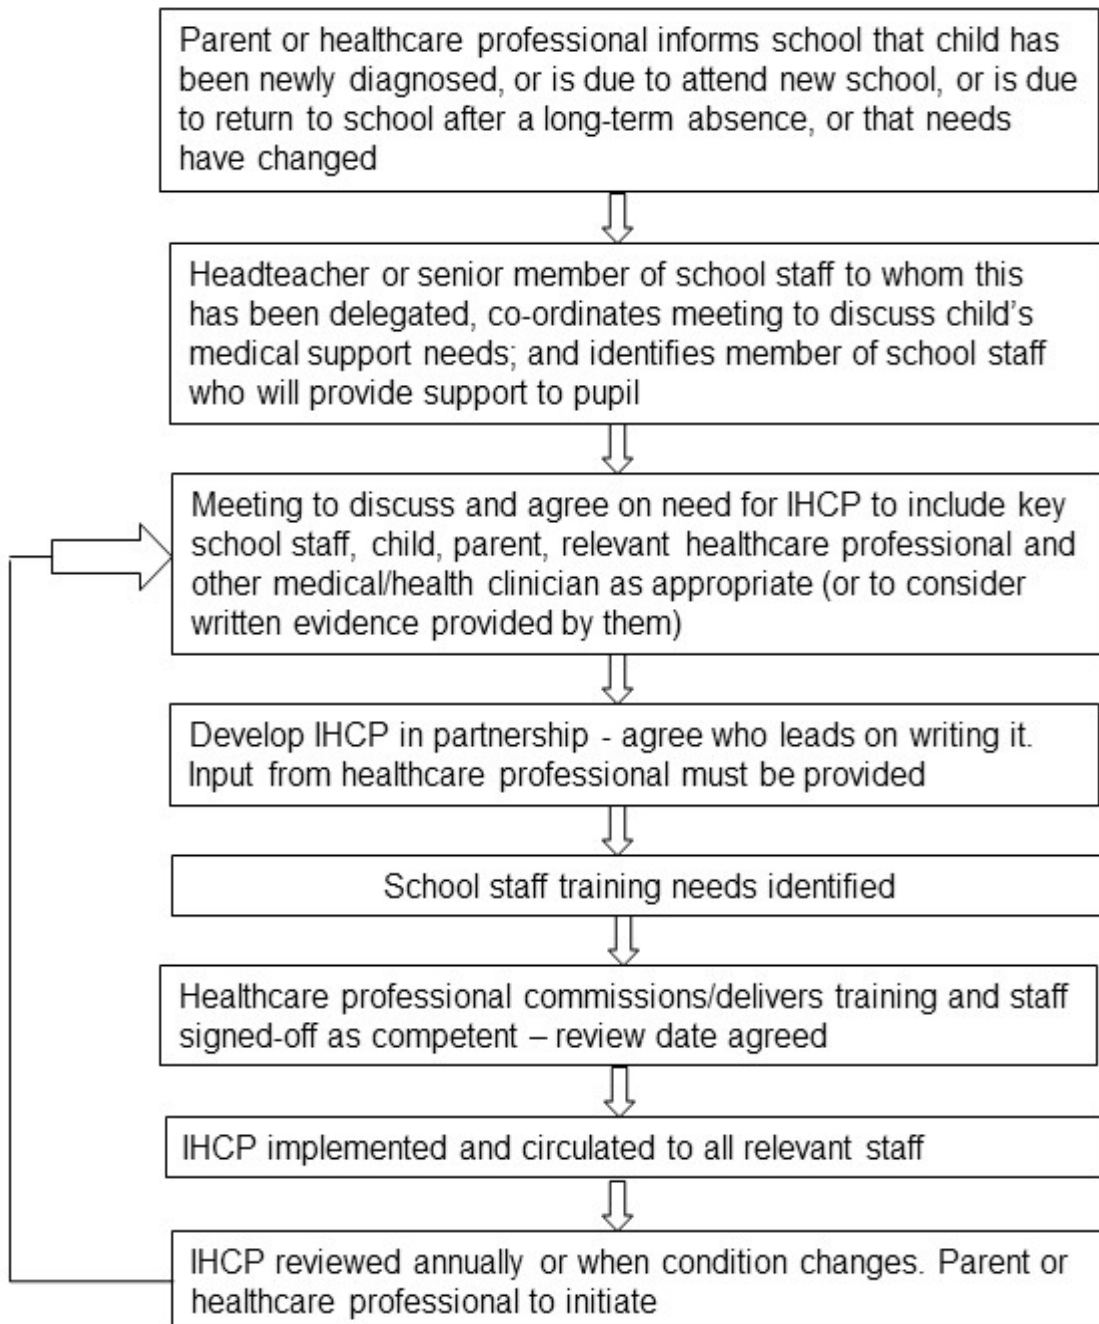 Parent or healthcare professional informs school that child has
been newly diagnosed, or is due to attend new school, or is due
to return to school after a long-term absence, or that needs
have changed
Headteacher or senior member of school staff to whom this
has been delegated, co-ordinates meeting to discuss child’s
medical support needs; and identifies member of school staff
who will provide support to pupil
Meeting to discuss and agree on need for IHCP to include key
school staff, child, parent, relevant healthcare professional and
other medical/health clinician as appropriate (or to consider
written evidence provided by them)
Develop IHCP in partnership - agree who leads on writing it.
Input from healthcare professional must be provided
School staff training needs identified
Healthcare professional commissions/delivers training and staff
signed-off as competent – review date agreed
IHCP implemented and circulated to all relevant staff
IHCP reviewed annually or when condition changes. Parent or
healthcare professional to initiate